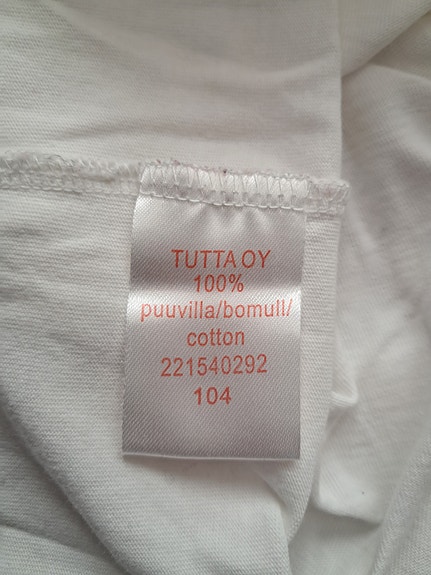 TUTTA OY
100%
puuvilla/bomull/
cotton
221540292
104